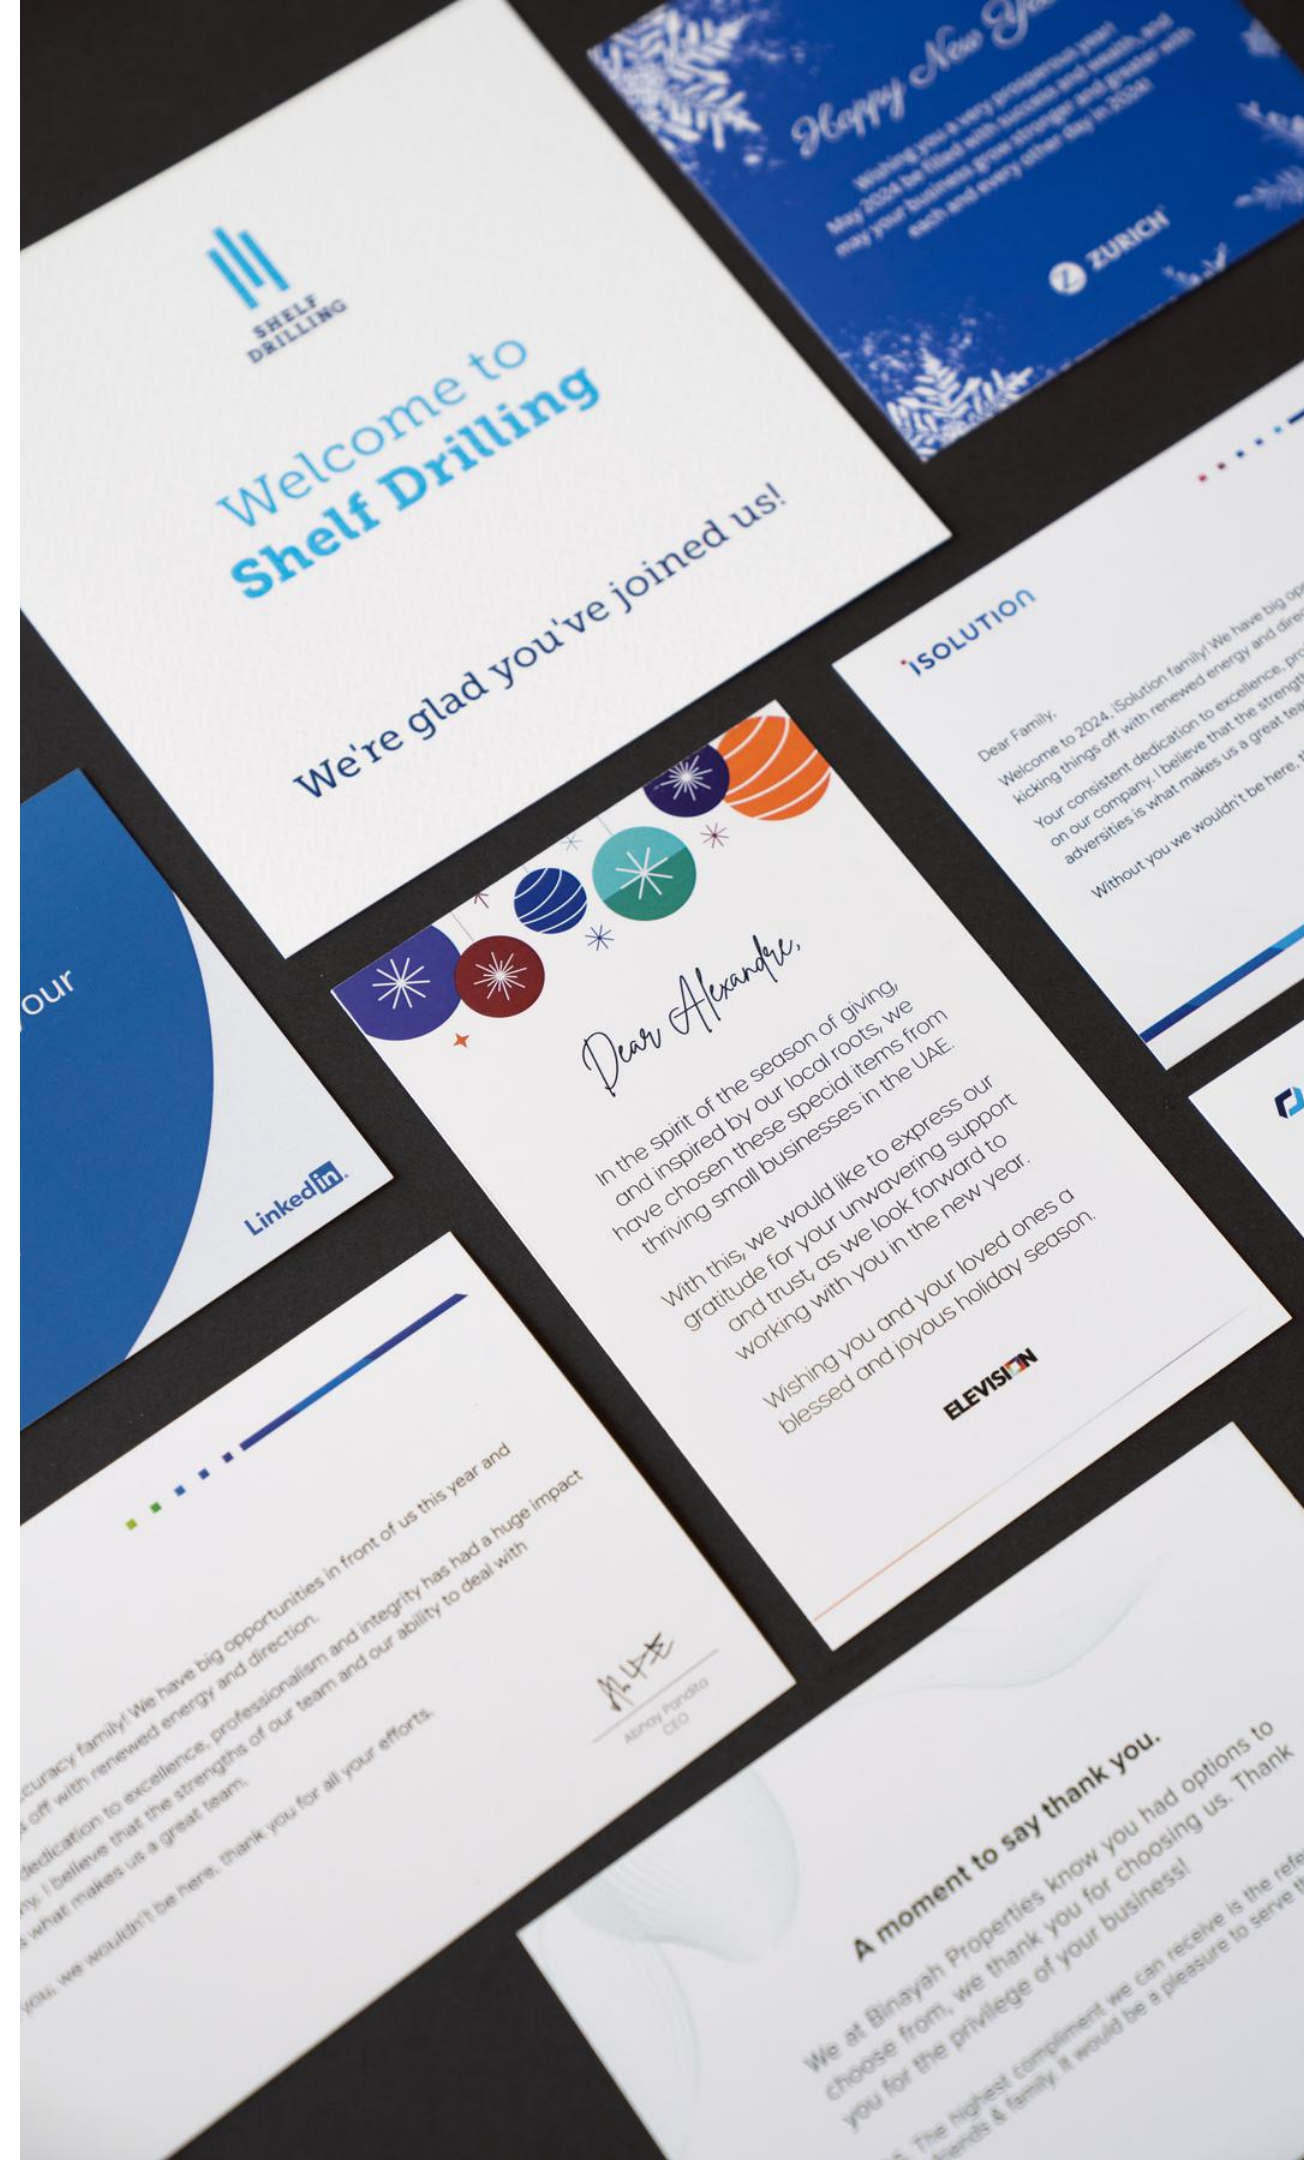 SHELF
DRILLING
Welcome to
Shelf Drilling
We're glad you've joined us!
Happy New
Wishing you a very prosperous year!
May 2024 be filled with success and wealth, and
may your business grow stronger and greater with
each and every other day in 2024!
ZURICH
iSOLUTION
Dear Family,
Welcome to 2024, iSolution family! We have big
kicking things off with renewed energy and
Your consistent dedication to excellence,
on our company. I believe that the
adversities is what makes us a great
Without you we wouldn't be here,
our
LinkedIn
Dear Alexandre,
In the spirit of the season of giving,
and inspired by our local roots, we
have chosen these special items from
thriving small businesses in the UAE.
With this, we would like to express our
gratitude for your unwavering support
and trust, as we look forward to
working with you in the new year.
Wishing you and your loved ones a
blessed and joyous holiday season.
ELEVISION
family! We have big opportunities in front of us this year and
off with renewed energy and direction.
dedication to excellence, professionalism and integrity has had a huge impact
I believe that the strengths of our team and our ability to deal with
what makes us a great team.
you, we wouldn't be here, thank you for all your efforts.
Abhay Pandita
CEO
A moment to say thank you.
We at Binayah Properties know you had options to
choose from, we thank you for choosing us. Thank
you for the privilege of your business!
The highest compliment we can receive is the
friends & family. It would be a pleasure to serve